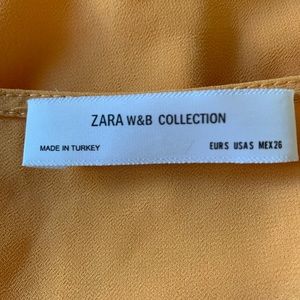 ZARA W&B COLLECTION
MADE IN TURKEY EUR S USA S MEX 26